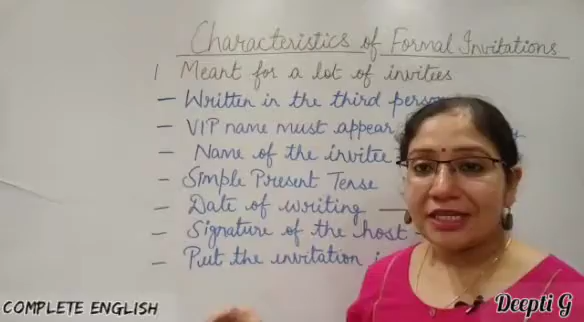 Characteristics of Formal Invitations
1 Meant for a lot of invitees
– Written in the third person
– VIP name must appear
– Name of the invitee
– Simple Present Tense
– Date of writing —
– Signature of the host -
– Put the invitation
COMPLETE ENGLISH
Deepti G